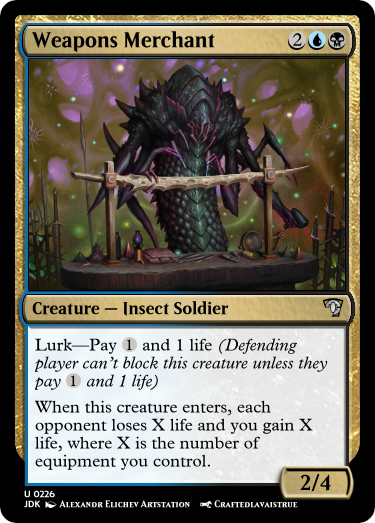 Weapons Merchant 2
Creature — Insect Soldier
Lurk—Pay 1 and 1 life (Defending
player can't block this creature unless they
pay 1 and 1 life)
When this creature enters, each
opponent loses X life and you gain X
life, where X is the number of
equipment you control.
2/4
U 0226
JDK Alexandr Elichev Artstation Craftedlavaistrue